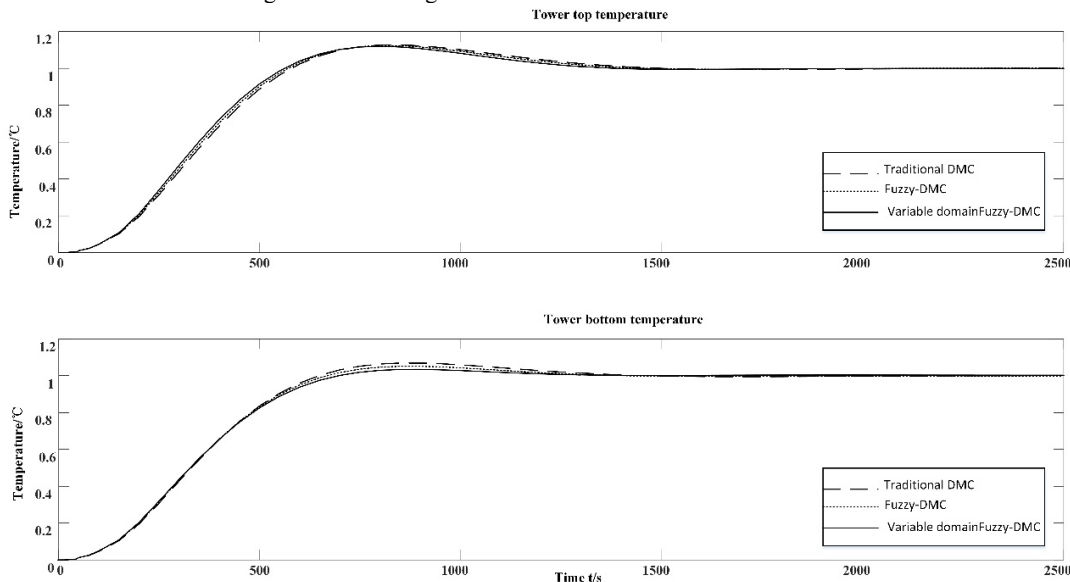 Tower top temperature
1.2
1
0.8
0.6
0.4
0.2
0
Temperature/℃
Traditional DMC
Fuzzy-DMC
Variable domainFuzzy-DMC
0 500 1000 1500 2000 2500
Tower bottom temperature
1.2
1
0.8
0.6
0.4
0.2
0
Temperature/℃
Traditional DMC
Fuzzy-DMC
Variable domainFuzzy-DMC
0 500 1000 1500 2000 2500
Time t/s